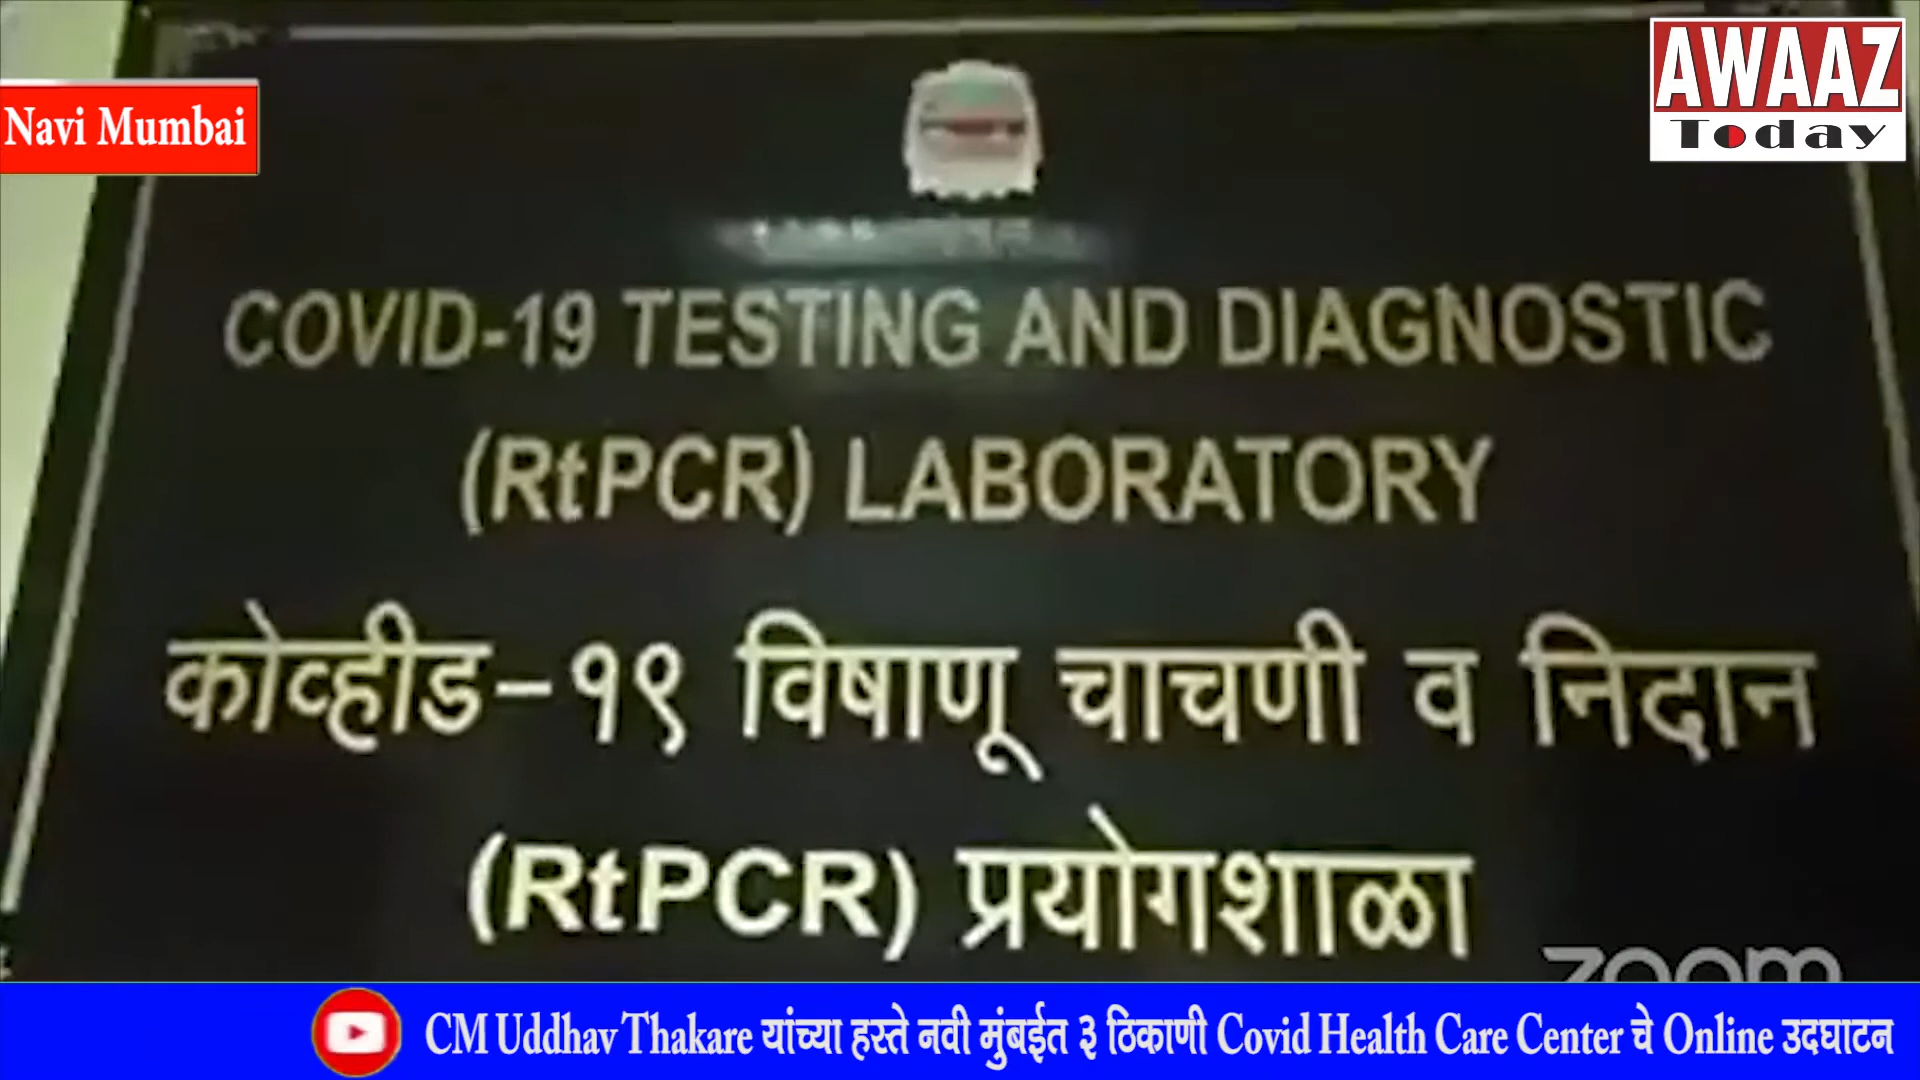 AWAAZ
Today
Navi Mumbai
COVID-19 TESTING AND DIAGNOSTIC
(RtPCR) LABORATORY
कोव्हीड-१९ विषाणू चाचणी व निदान
(RtPCR) प्रयोगशाळा
zoom
CM Uddhav Thakare यांच्या हस्ते नवी मुंबईत ३ ठिकाणी Covid Health Care Center चे Online उदघाटन